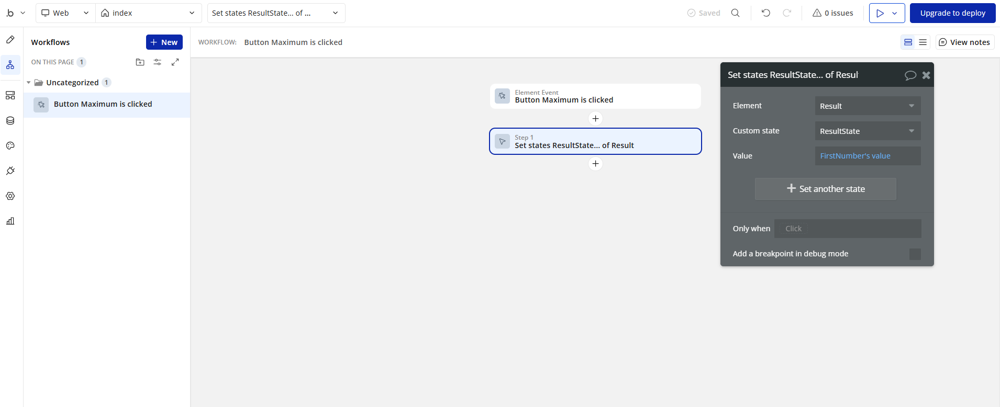 .b
Web
index
Set states ResultState... of ...
Saved
0 issues
Upgrade to deploy
Workflows
New
ON THIS PAGE 1
Uncategorized 1
Button Maximum is clicked
WORKFLOW: Button Maximum is clicked
View notes
Element Event
Button Maximum is clicked
Step 1
Set states ResultState... of Result
Set states ResultState... of Resul
Element Result
Custom state ResultState
Value FirstNumber's value
Set another state
Only when Click
Add a breakpoint in debug mode